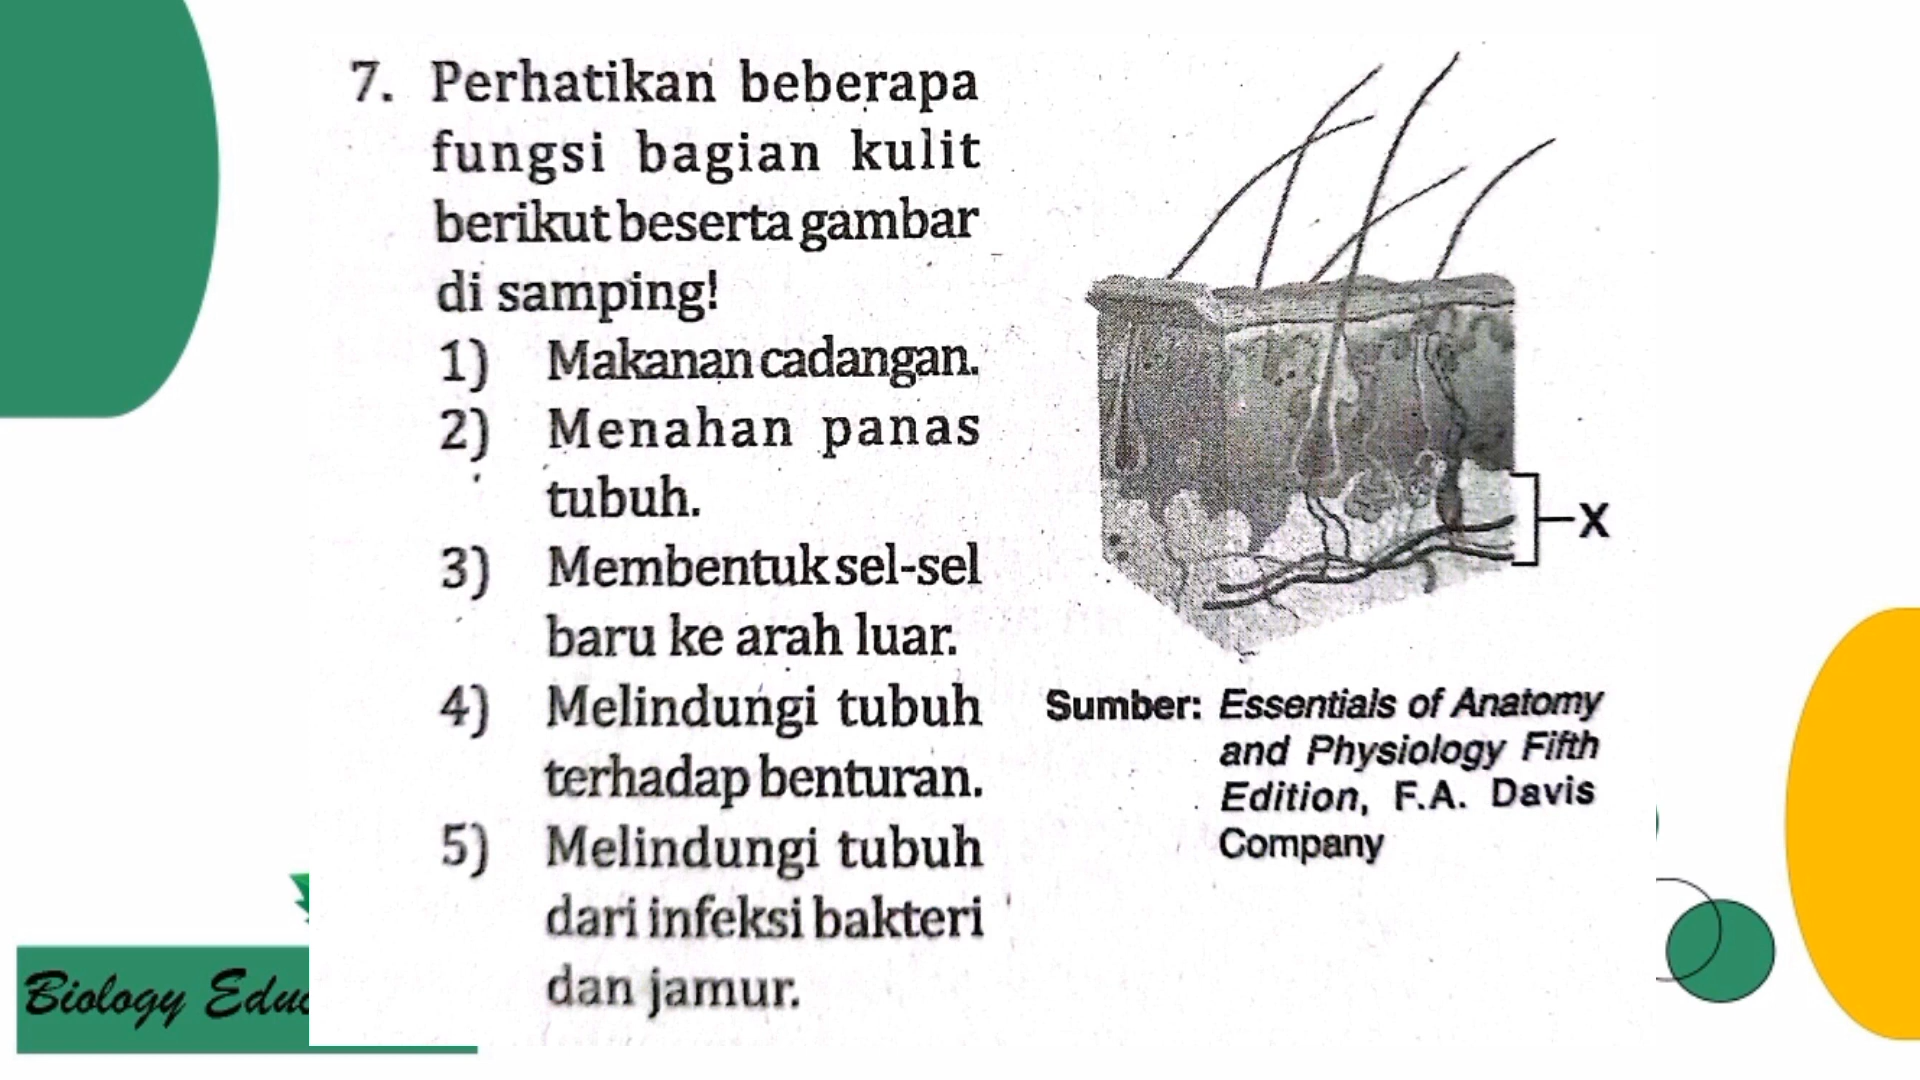 7. Perhatikan beberapa
fungsi bagian kulit
berikut beserta gambar
di samping!
1) Makanan cadangan.
2) Menahan panas
tubuh.
3) Membentuk sel-sel
baru ke arah luar.
4) Melindungi tubuh
terhadap benturan.
5) Melindungi tubuh
dari infeksi bakteri
dan jamur.
X
Sumber: Essentials of Anatomy
and Physiology Fifth
Edition, F.A. Davis
Company
Biology